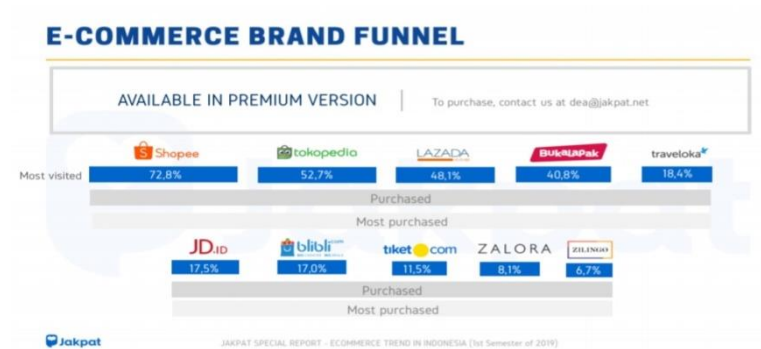 E-COMMERCE BRAND FUNNEL
AVAILABLE IN PREMIUM VERSION
To purchase, contact us at dea@jakpat.net
Shopee tokopedia LAZADA BukaLaPak traveloka
Most visited 72,8% 52,7% 48,1% 40,8% 18,4%
Purchased
Most purchased
JD.ID blibli.com tiket.com ZALORA ZILINGO
17,5% 17,0% 11,5% 8,1% 6,7%
Purchased
Most purchased
Jakpat JAKPAT SPECIAL REPORT - ECOMMERCE TREND IN INDONESIA (1st Semester of 2019)